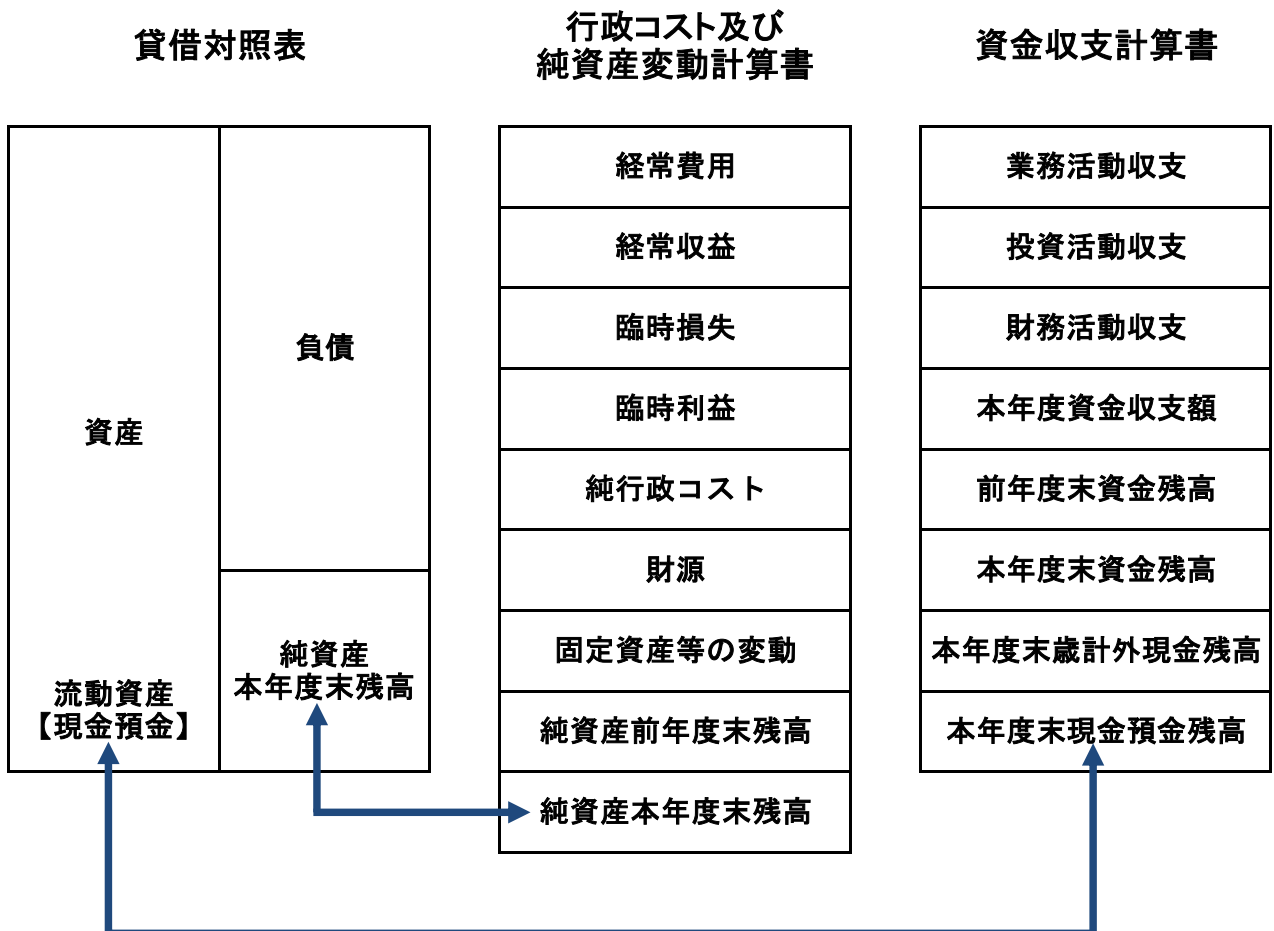 貸借対照表
資産
流動資産
【現金預金】
負債
純資産
本年度末残高
行政コスト及び
純資産変動計算書
経常費用
経常収益
臨時損失
臨時利益
純行政コスト
財源
固定資産等の変動
純資産前年度末残高
純資産本年度末残高
資金収支計算書
業務活動収支
投資活動収支
財務活動収支
本年度資金収支額
前年度末資金残高
本年度末資金残高
本年度末歳計外現金残高
本年度末現金預金残高